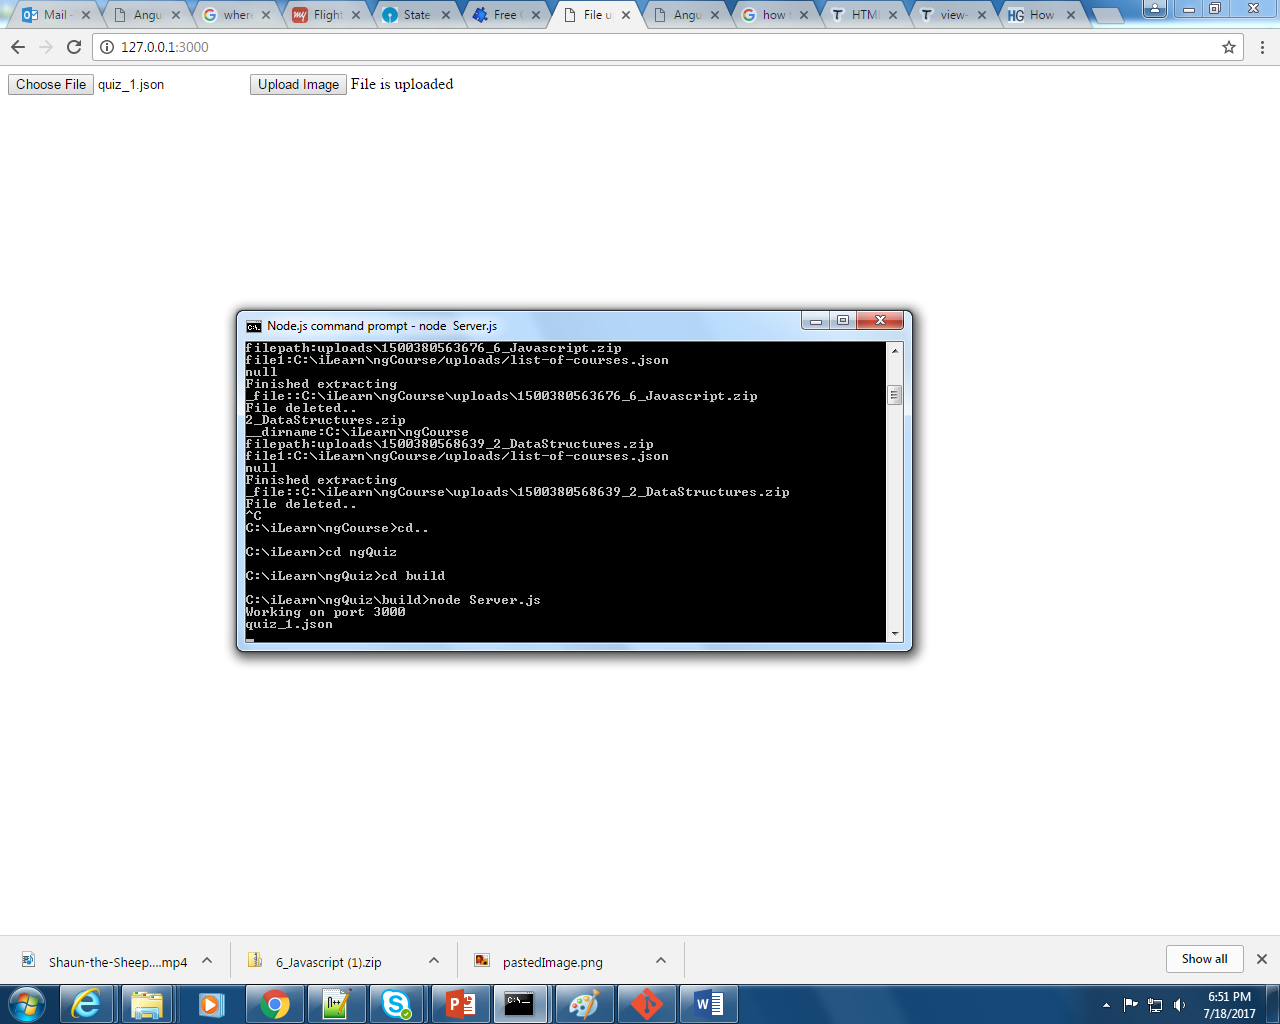 Mail
Angu
where
Flight
State
Free
File u
Angu
how
HTM
view-
How
127.0.0.1:3000
Choose File quiz_1.json Upload Image File is uploaded
Node.js command prompt - node  Server.js
filepath:uploads\1500380563676_6_Javascript.zip
file1:C:\iLearn\ngCourse/uploads/list-of-courses.json
null
Finished extracting
_file::C:\iLearn\ngCourse\uploads\1500380563676_6_Javascript.zip
File deleted..
2_DataStructures.zip
__dirname:C:\iLearn\ngCourse
filepath:uploads\1500380568639_2_DataStructures.zip
file1:C:\iLearn\ngCourse/uploads/list-of-courses.json
null
Finished extracting
_file::C:\iLearn\ngCourse\uploads\1500380568639_2_DataStructures.zip
File deleted..
^C
C:\iLearn\ngCourse>cd..
C:\iLearn>cd ngQuiz
C:\iLearn\ngQuiz>cd build
C:\iLearn\ngQuiz\build>node Server.js
Working on port 3000
quiz_1.json
Shaun-the-Sheep....mp4
6_Javascript (1).zip
pastedImage.png
Show all
6:51 PM
7/18/2017